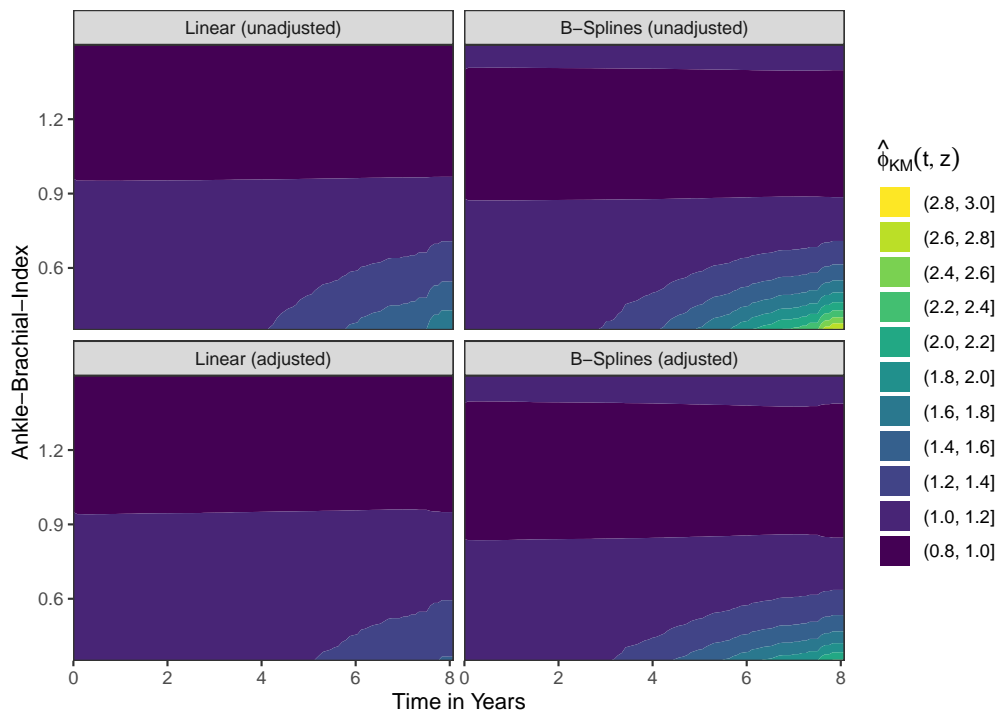 Linear (unadjusted)
B−Splines (unadjusted)
1.2
0.9
0.6
Linear (adjusted)
B−Splines (adjusted)
1.2
0.9
0.6
0 2 4 6 8 0 2 4 6 8
Time in Years
Ankle−Brachial−Index
ϕ̂KM(t, z)
(2.8, 3.0]
(2.6, 2.8]
(2.4, 2.6]
(2.2, 2.4]
(2.0, 2.2]
(1.8, 2.0]
(1.6, 1.8]
(1.4, 1.6]
(1.2, 1.4]
(1.0, 1.2]
(0.8, 1.0]